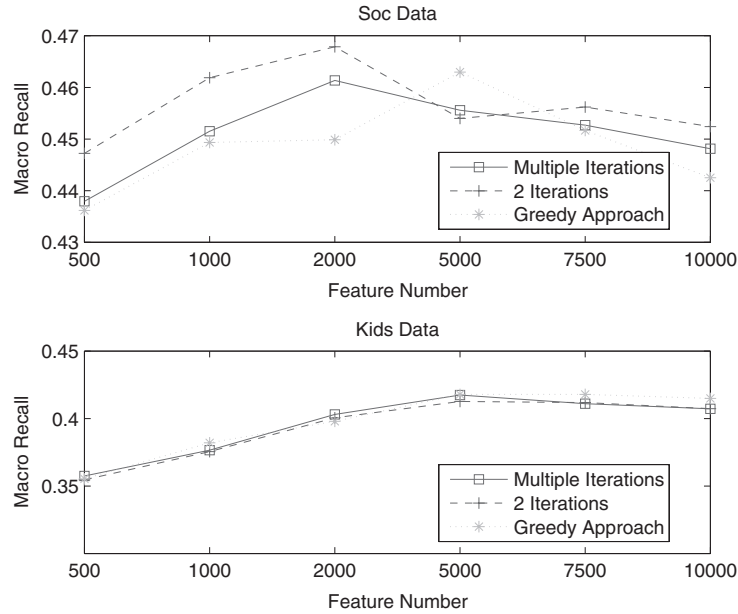 Soc Data
0.47
0.46
0.45
0.44
0.43
Macro Recall
Multiple Iterations
2 Iterations
Greedy Approach
500 1000 2000 5000 7500 10000
Feature Number
Kids Data
0.45
0.4
0.35
Macro Recall
Multiple Iterations
2 Iterations
Greedy Approach
500 1000 2000 5000 7500 10000
Feature Number